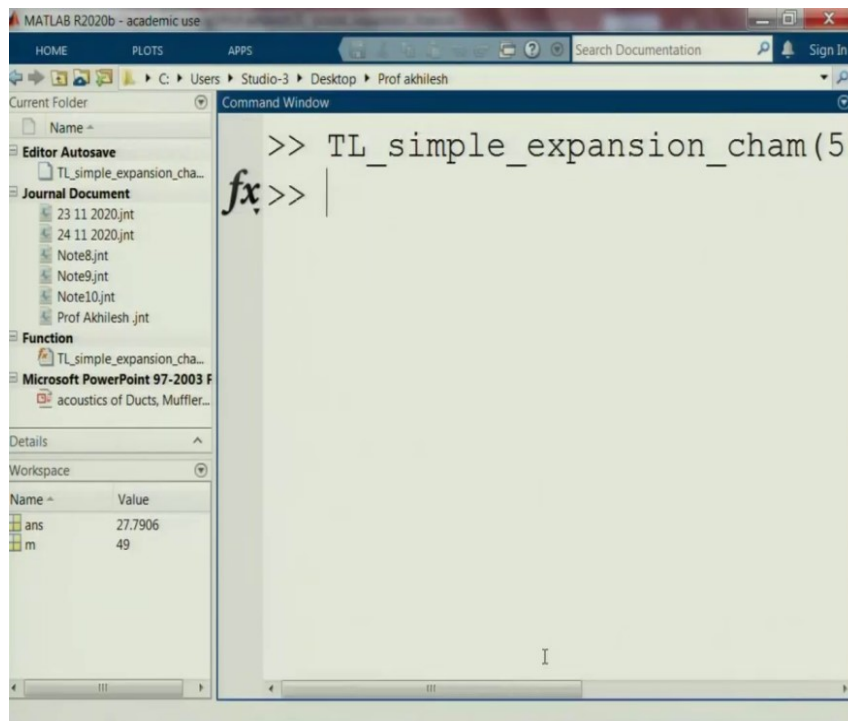 MATLAB R2020b - academic use
HOME PLOTS APPS Search Documentation Sign In
C: Users Studio-3 Desktop Prof akhilesh
Current Folder
Name
Editor Autosave
TL_simple_expansion_cha...
Journal Document
23 11 2020.jnt
24 11 2020.jnt
Note8.jnt
Note9.jnt
Note10.jnt
Prof Akhilesh .jnt
Function
TL_simple_expansion_cha...
Microsoft PowerPoint 97-2003 F
acoustics of Ducts, Muffler...
Details
Workspace
Name Value
ans 27.7906
m 49
Command Window
>> TL_simple_expansion_cham(5
fx >>